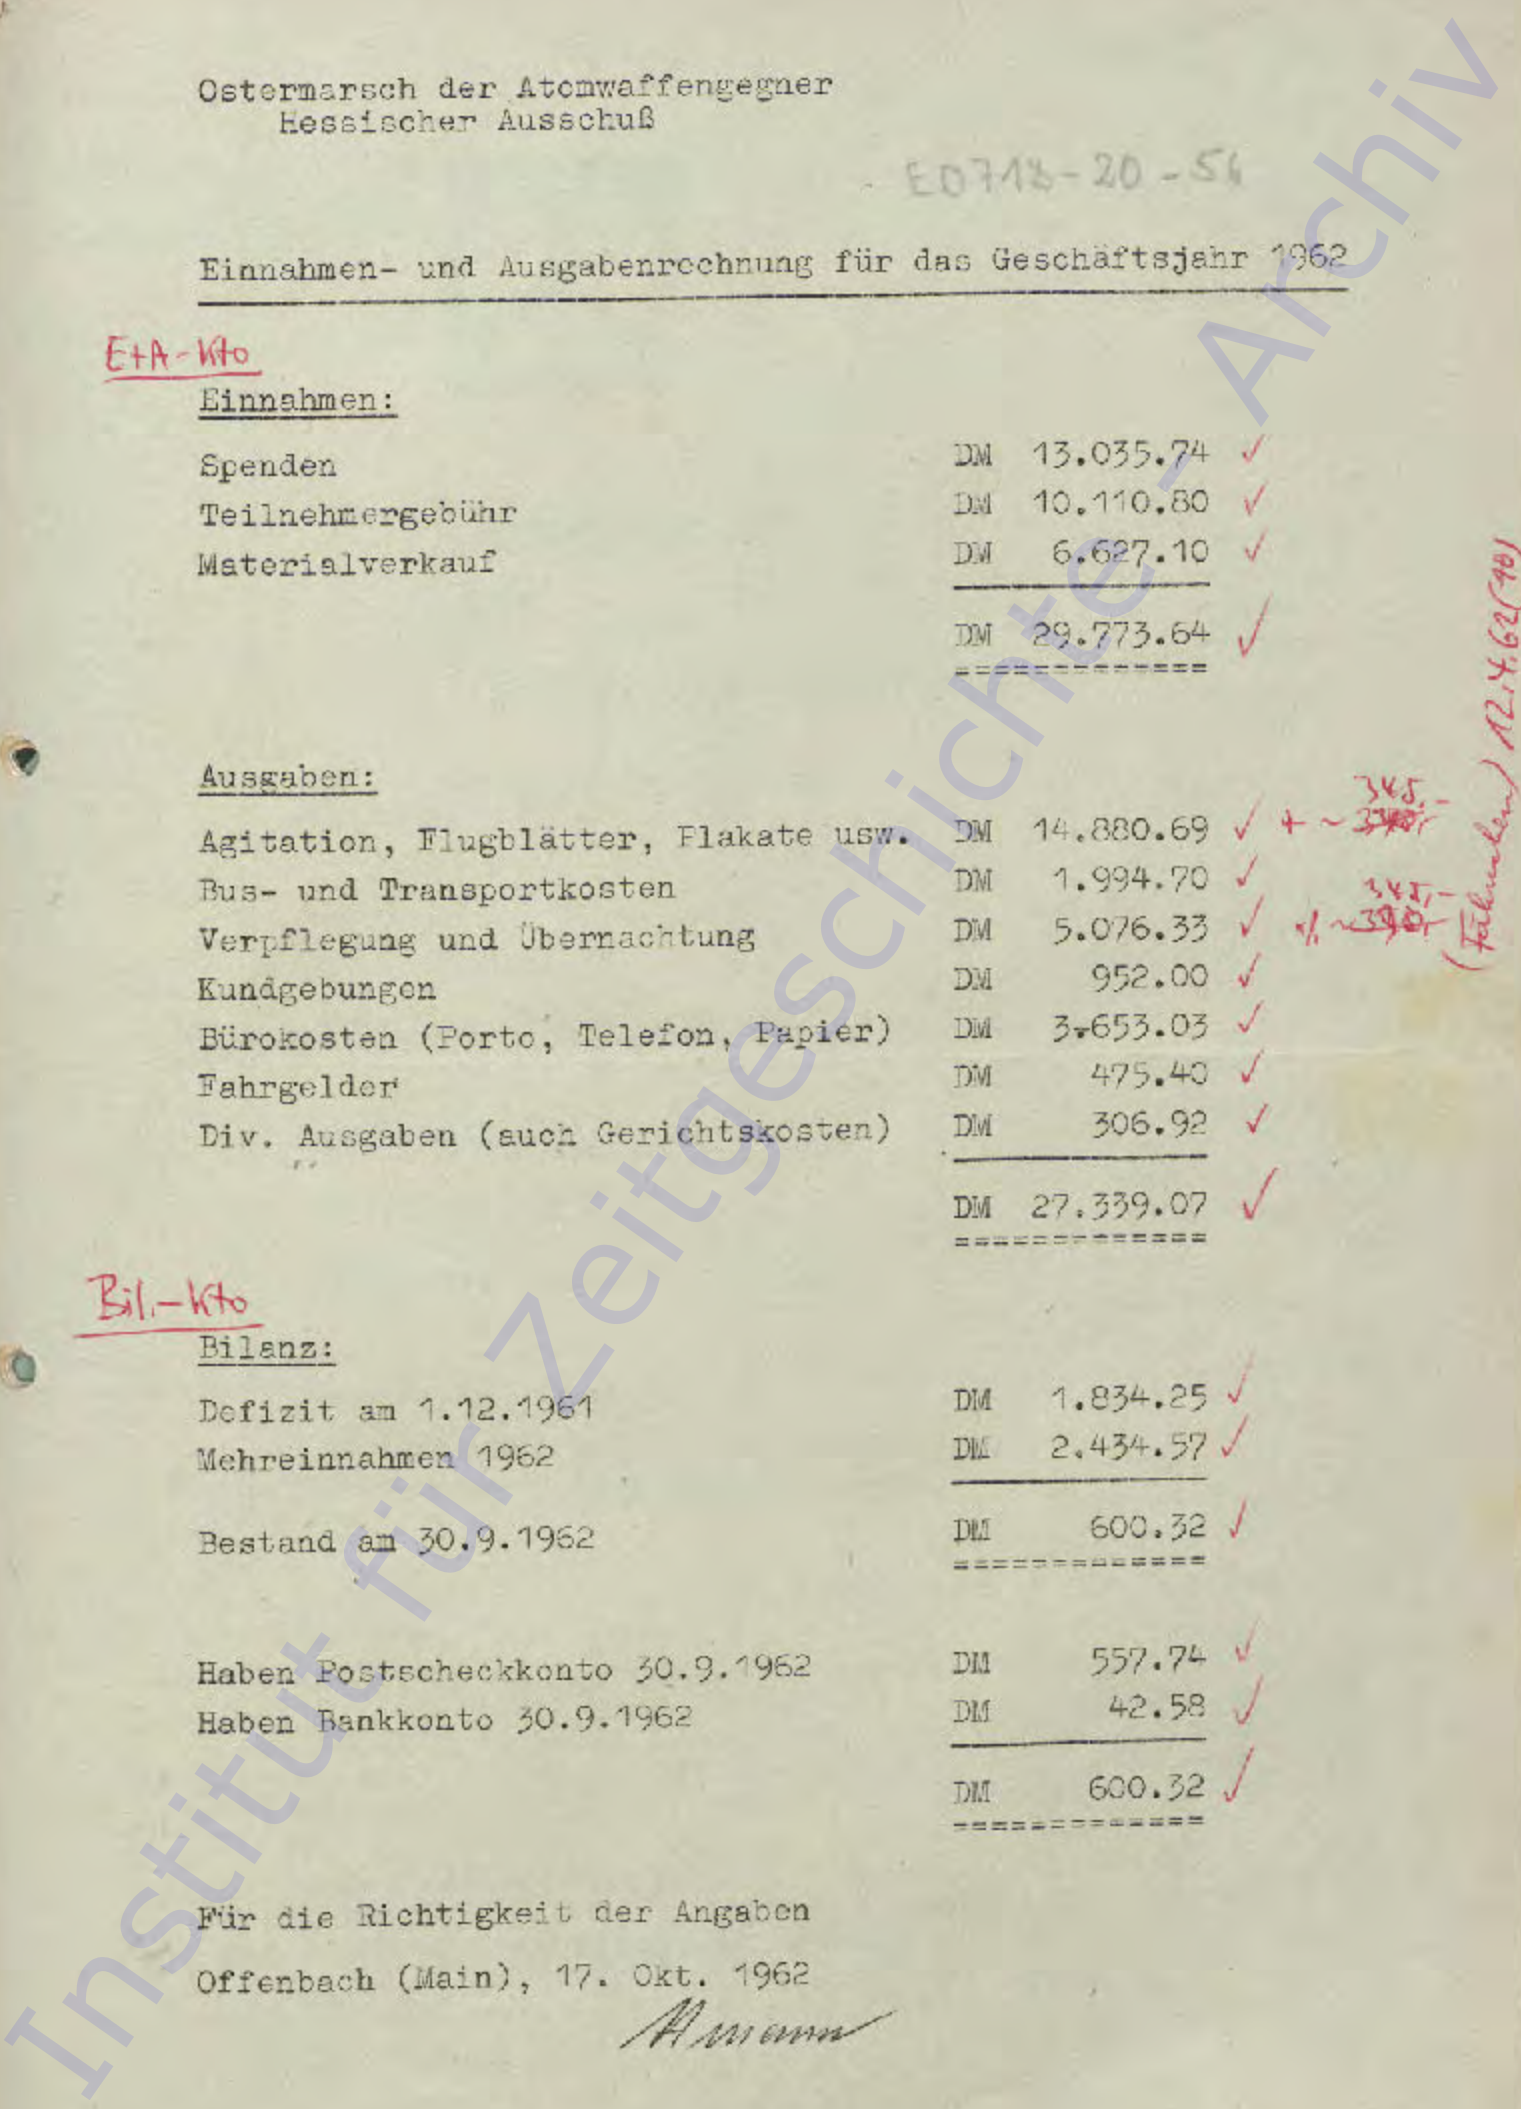 Ostermarsch der Atomwaffengegner
Hessischer Ausschuß
E0718-20-56
Einnahmen- und Ausgabenrechnung für das Geschäftsjahr 1962
E+A-Kto
Einnahmen:
Spenden DM 13.035.74 ✓
Teilnehmergebühr DM 10.110.80 ✓
Materialverkauf DM 6.627.10 ✓
DM 29.773.64 ✓
=============
Ausgaben:
345,-
Agitation, Flugblätter, Plakate usw. DM 14.880.69 ✓ + ~
Bus- und Transportkosten DM 1.994.70 ✓
345,-
Verpflegung und Übernachtung DM 5.076.33 ✓ ./. ~
Kundgebungen DM 952.00 ✓
Bürokosten (Porto, Telefon, Papier) DM 3.653.03 ✓
Fahrgelder DM 475.40 ✓
Div. Ausgaben (auch Gerichtskosten) DM 306.92 ✓
DM 27.339.07 ✓
=============
12.4.62
Bil.-Kto
Bilanz:
Defizit am 1.12.1961 DM 1.834.25 ✓
Mehreinnahmen 1962 DM 2.434.57 ✓
Bestand am 30.9.1962 DM 600.32 ✓
=============
Haben Postscheckkonto 30.9.1962 DM 557.74 ✓
Haben Bankkonto 30.9.1962 DM 42.58 ✓
DM 600.32 ✓
=============
Für die Richtigkeit der Angaben
Offenbach (Main), 17. Okt. 1962
Institut für Zeitgeschichte - Archiv